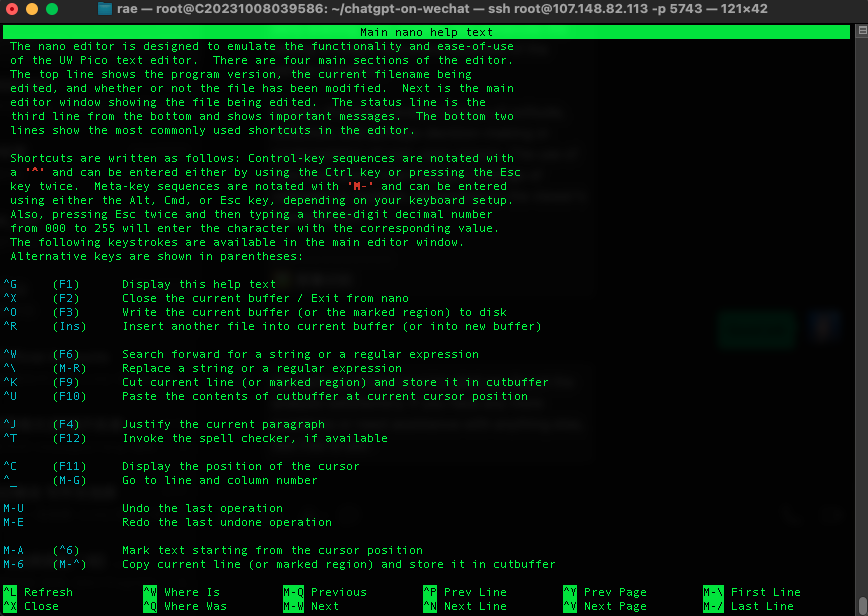 rae — root@C20231008039586: ~/chatgpt-on-wechat — ssh root@107.148.82.113 -p 5743 — 121×42
Main nano help text
The nano editor is designed to emulate the functionality and ease-of-use
of the UW Pico text editor.  There are four main sections of the editor.
The top line shows the program version, the current filename being
edited, and whether or not the file has been modified.  Next is the main
editor window showing the file being edited.  The status line is the
third line from the bottom and shows important messages.  The bottom two
lines show the most commonly used shortcuts in the editor.
Shortcuts are written as follows: Control-key sequences are notated with
a '^' and can be entered either by using the Ctrl key or pressing the Esc
key twice.  Meta-key sequences are notated with 'M-' and can be entered
using either the Alt, Cmd, or Esc key, depending on your keyboard setup.
Also, pressing Esc twice and then typing a three-digit decimal number
from 000 to 255 will enter the character with the corresponding value.
The following keystrokes are available in the main editor window.
Alternative keys are shown in parentheses:
^G (F1) Display this help text
^X (F2) Close the current buffer / Exit from nano
^O (F3) Write the current buffer (or the marked region) to disk
^R (Ins) Insert another file into current buffer (or into new buffer)
^W (F6) Search forward for a string or a regular expression
^\ (M-R) Replace a string or a regular expression
^K (F9) Cut current line (or marked region) and store it in cutbuffer
^U (F10) Paste the contents of cutbuffer at current cursor position
^J (F4) Justify the current paragraph
^T (F12) Invoke the spell checker, if available
^C (F11) Display the position of the cursor
^_ (M-G) Go to line and column number
M-U Undo the last operation
M-E Redo the last undone operation
M-A (^6) Mark text starting from the cursor position
M-6 (M-^) Copy current line (or marked region) and store it in cutbuffer
^L Refresh ^W Where Is M-Q Previous ^P Prev Line ^Y Prev Page M-\ First Line
^X Close ^Q Where Was M-W Next ^N Next Line ^V Next Page M-/ Last Line